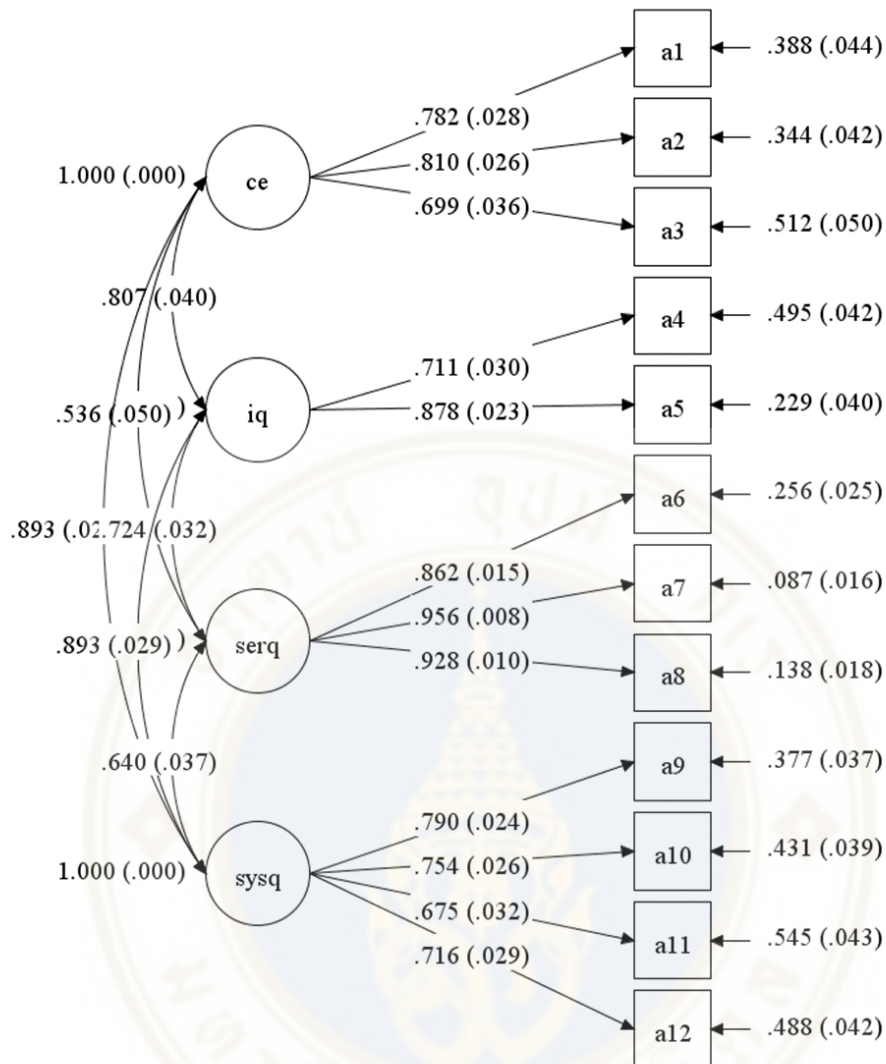 a1
.388 (.044)
.782 (.028)
a2
.344 (.042)
.810 (.026)
1.000 (.000)
ce
.699 (.036)
a3
.512 (.050)
.807 (.040)
a4
.495 (.042)
.711 (.030)
.536 (.050) )
iq
.878 (.023)
a5
.229 (.040)
a6
.256 (.025)
.893
.724 (.032)
.862 (.015)
a7
.087 (.016)
.956 (.008)
.893 (.029) )
serq
.928 (.010)
a8
.138 (.018)
.640 (.037)
a9
.377 (.037)
.790 (.024)
a10
.431 (.039)
.754 (.026)
1.000 (.000)
sysq
.675 (.032)
a11
.545 (.043)
.716 (.029)
a12
.488 (.042)